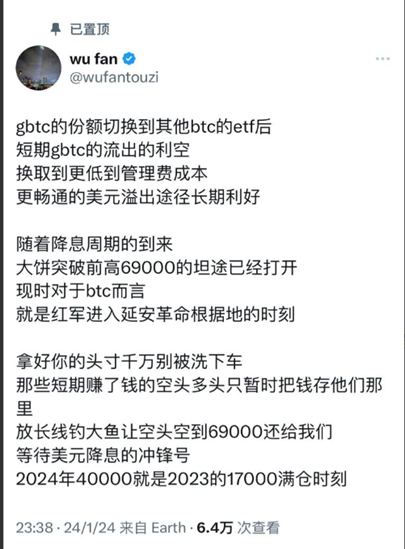 已置顶
wu fan
@wufantouzi
gbtc的份额切换到其他btc的etf后
短期gbtc的流出的利空
换取到更低到管理费成本
更畅通的美元溢出途径长期利好
随着降息周期的到来
大饼突破前高69000的坦途已经打开
现时对于btc而言
就是红军进入延安革命根据地的时刻
拿好你的头寸千万别被洗下车
那些短期赚了钱的空头多头只暂时把钱存他们那
里
放长线钓大鱼让空头空到69000还给我们
等待美元降息的冲锋号
2024年40000就是2023的17000满仓时刻
23:38 · 24/1/24 来自 Earth · 6.4万 次查看